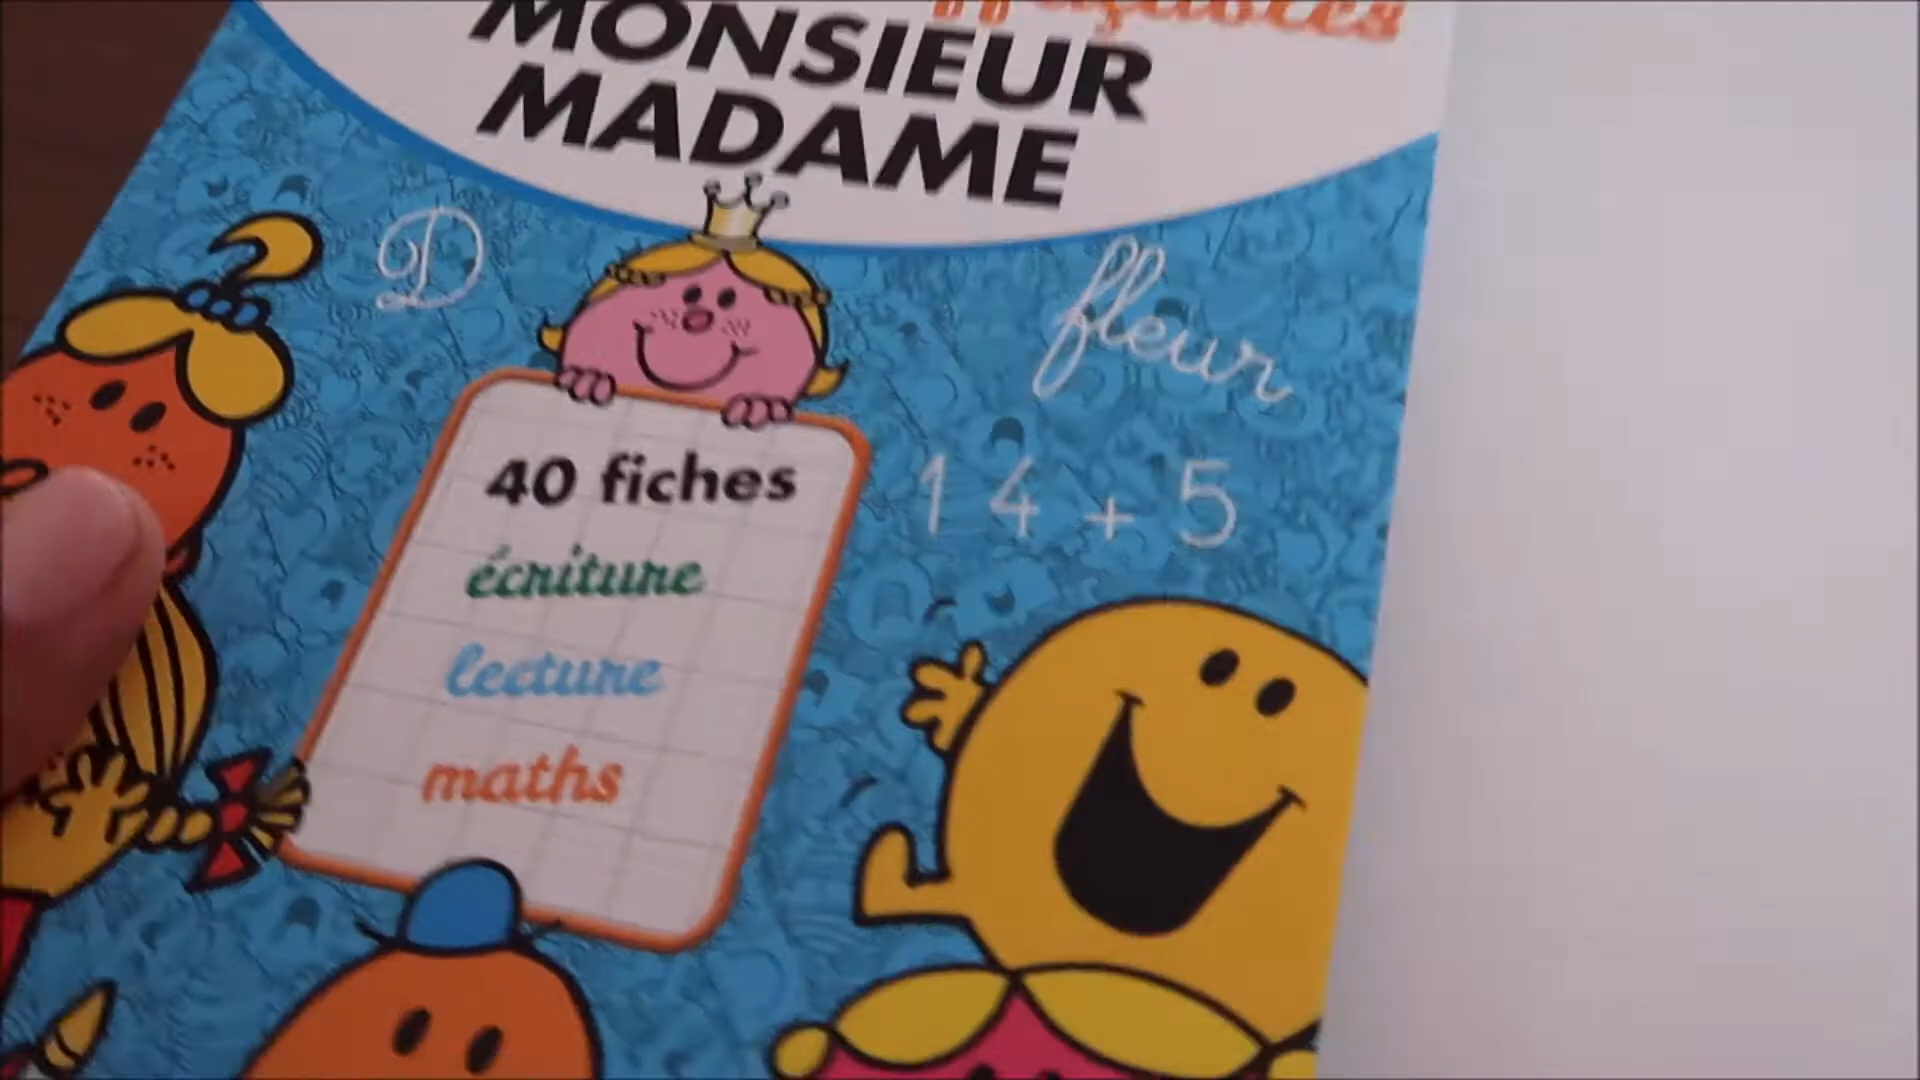 MONSIEUR
MADAME
D
fleur
40 fiches
écriture
lecture
maths
14 + 5